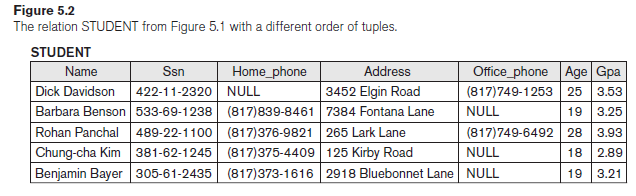 Figure 5.2
The relation STUDENT from Figure 5.1 with a different order of tuples.
STUDENT
Name Ssn Home_phone Address Office_phone Age Gpa
Dick Davidson 422-11-2320 NULL 3452 Elgin Road (817)749-1253 25 3.53
Barbara Benson 533-69-1238 (817)839-8461 7384 Fontana Lane NULL 19 3.25
Rohan Panchal 489-22-1100 (817)376-9821 265 Lark Lane (817)749-6492 28 3.93
Chung-cha Kim 381-62-1245 (817)375-4409 125 Kirby Road NULL 18 2.89
Benjamin Bayer 305-61-2435 (817)373-1616 2918 Bluebonnet Lane NULL 19 3.21